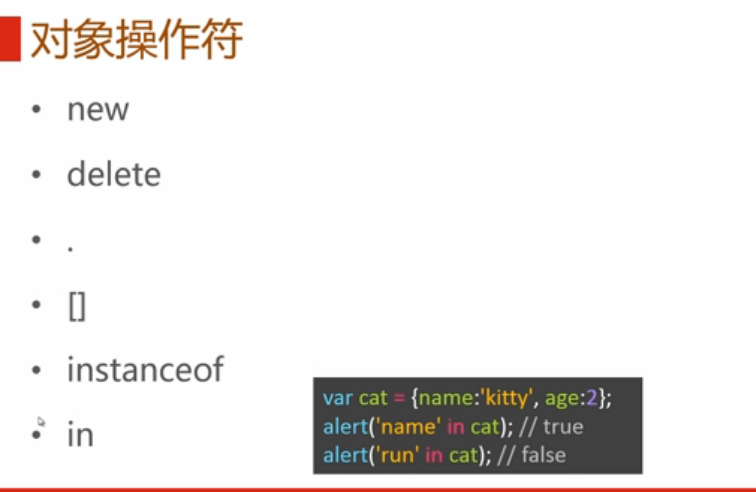 对象操作符
• new
• delete
• .
• []
• instanceof
• in
var cat = {name:'kitty', age:2};
alert('name' in cat); // true
alert('run' in cat); // false